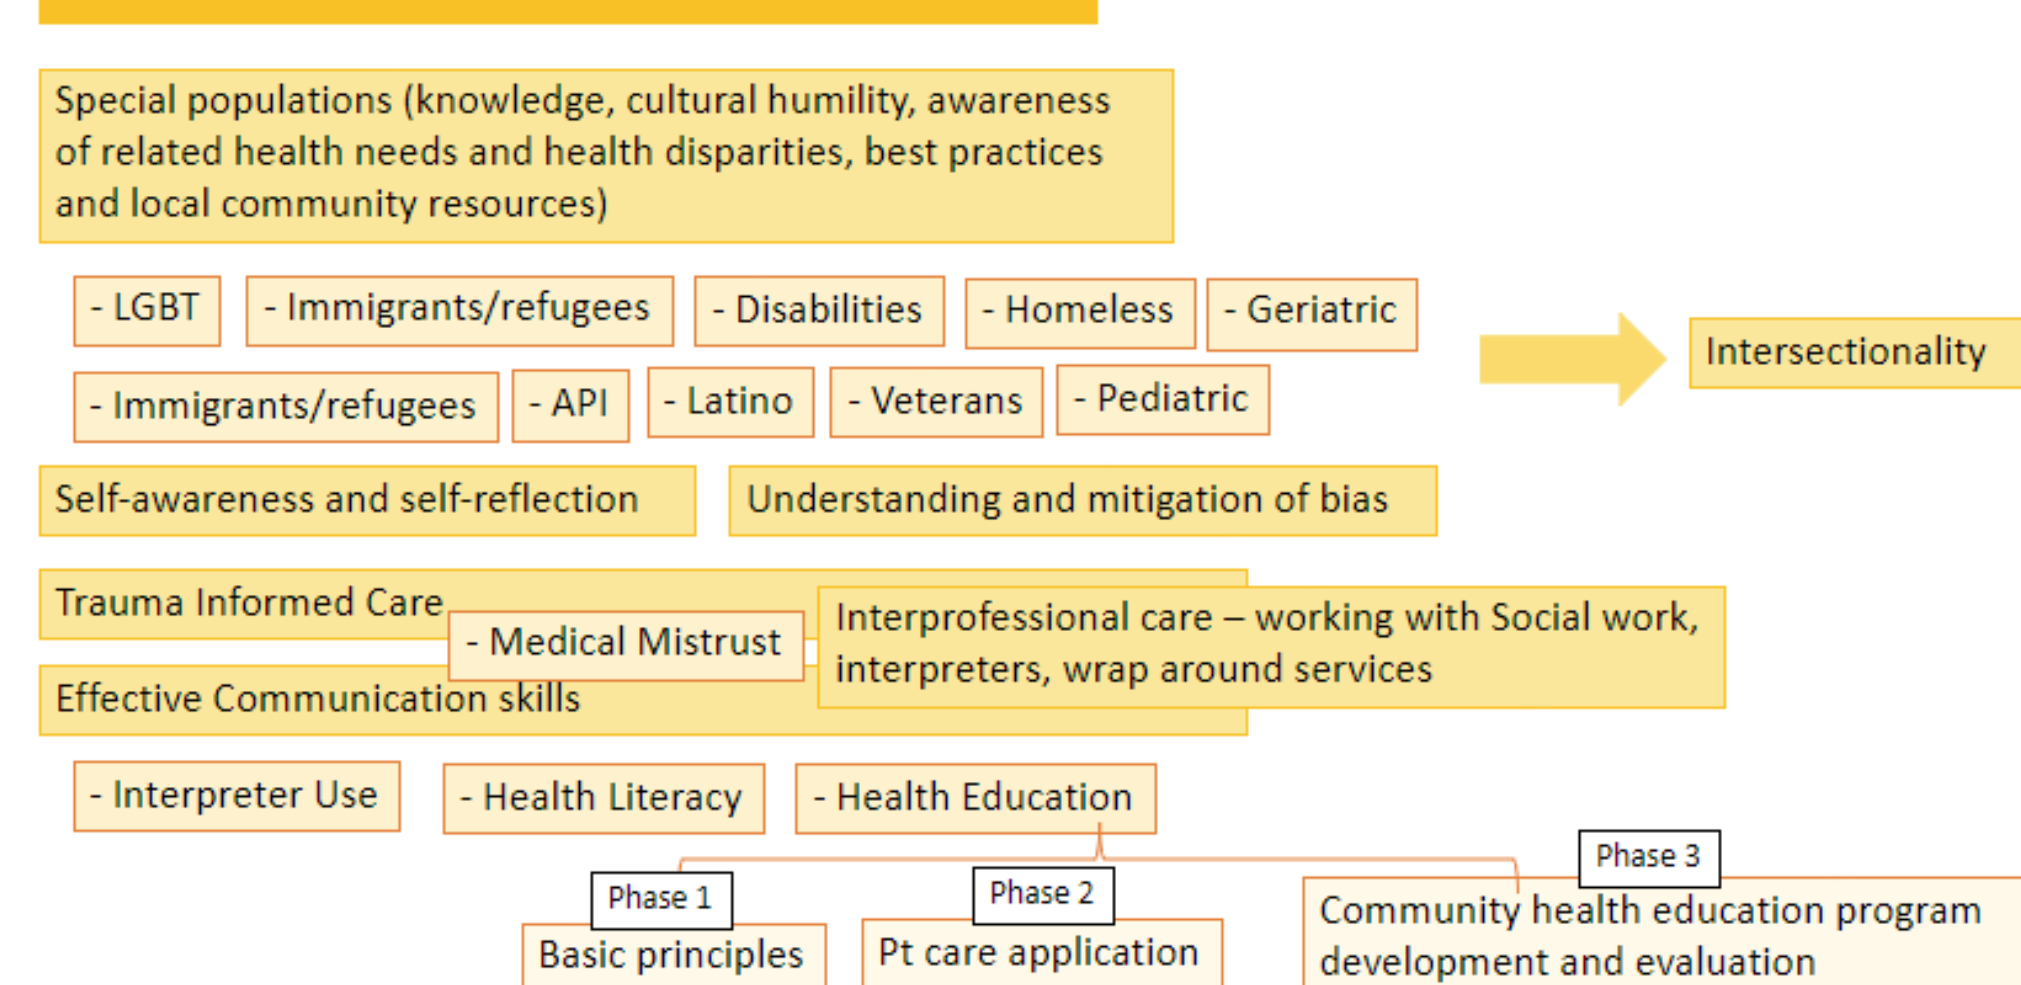 Special populations (knowledge, cultural humility, awareness
of related health needs and health disparities, best practices
and local community resources)
- LGBT
- Immigrants/refugees
- Disabilities
- Homeless
- Geriatric
Intersectionality
- Immigrants/refugees
- API
- Latino
- Veterans
- Pediatric
Self-awareness and self-reflection
Understanding and mitigation of bias
Trauma Informed Care
- Medical Mistrust
Interprofessional care – working with Social work,
interpreters, wrap around services
Effective Communication skills
- Interpreter Use
- Health Literacy
- Health Education
Phase 1
Basic principles
Phase 2
Pt care application
Phase 3
Community health education program
development and evaluation